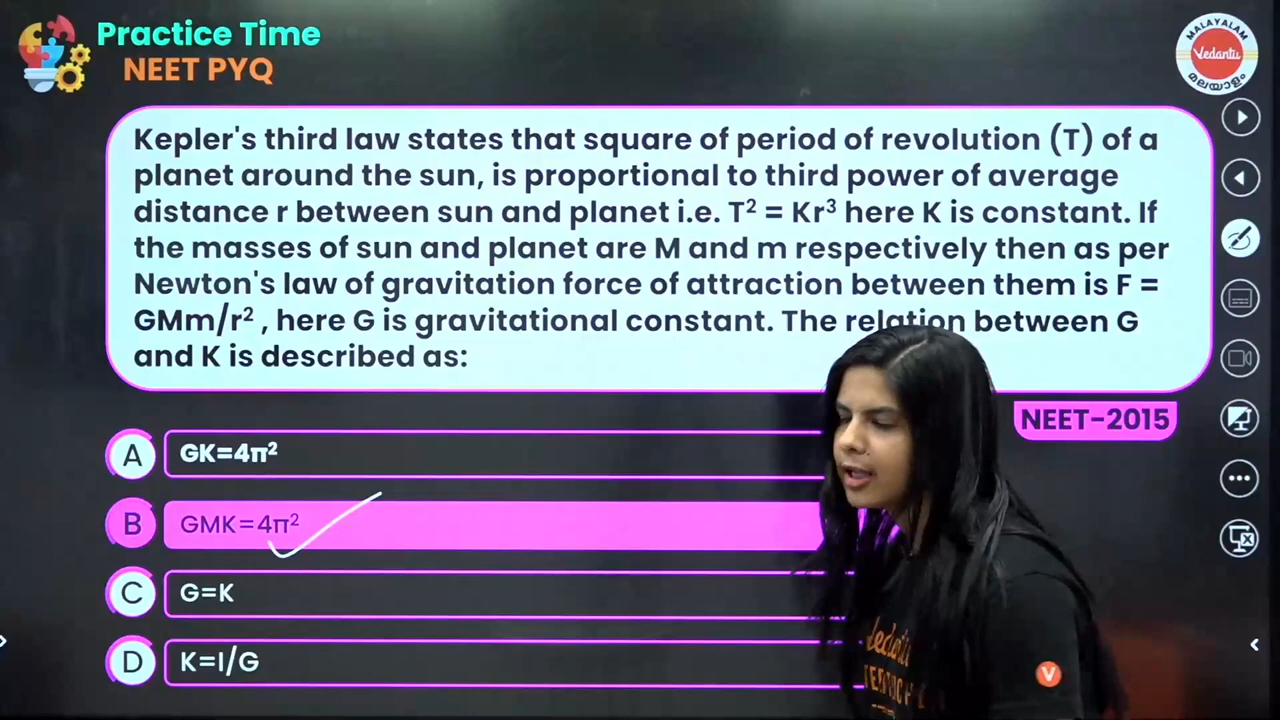 Practice Time
NEET PYQ
MALAYALAM
Vedantu
മലയാളം
Kepler's third law states that square of period of revolution (T) of a
planet around the sun, is proportional to third power of average
distance r between sun and planet i.e. T² = Kr³ here K is constant. If
the masses of sun and planet are M and m respectively then as per
Newton's law of gravitation force of attraction between them is F =
GMm/r² , here G is gravitational constant. The relation between G
and K is described as:
NEET-2015
A GK=4π²
B GMK=4π²
C G=K
D K=I/G
V